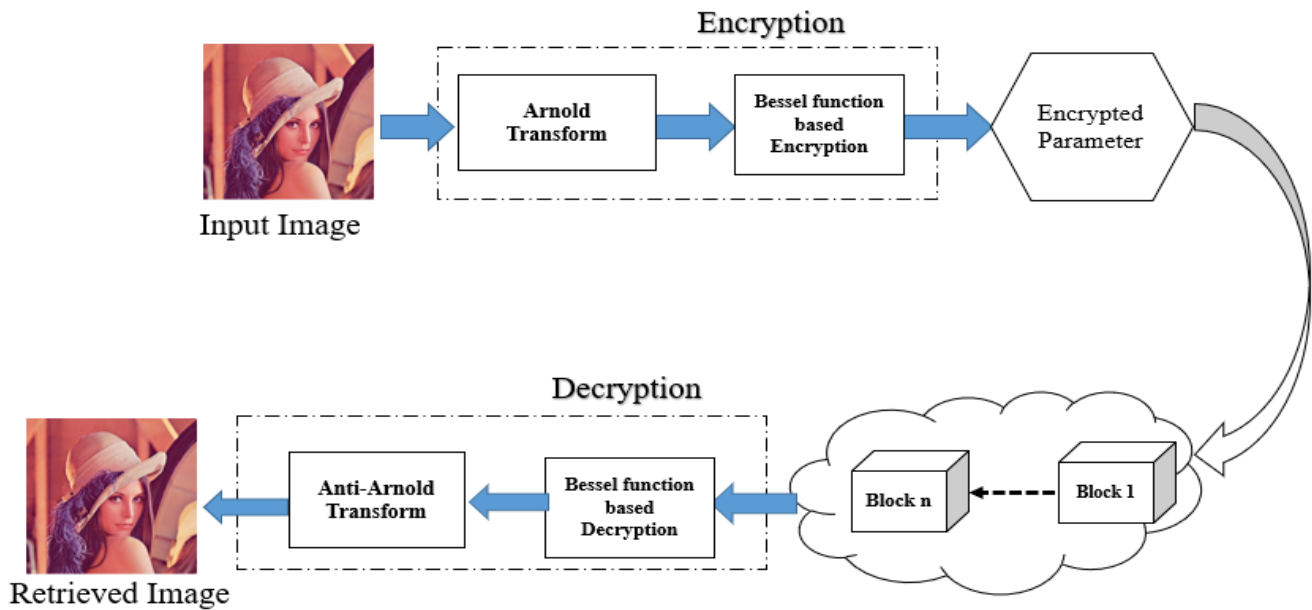 Encryption
Arnold
Transform
Bessel function
based
Encryption
Encrypted
Parameter
Input Image
Decryption
Anti-Arnold
Transform
Bessel function
based
Decryption
Block n
Block 1
Retrieved Image